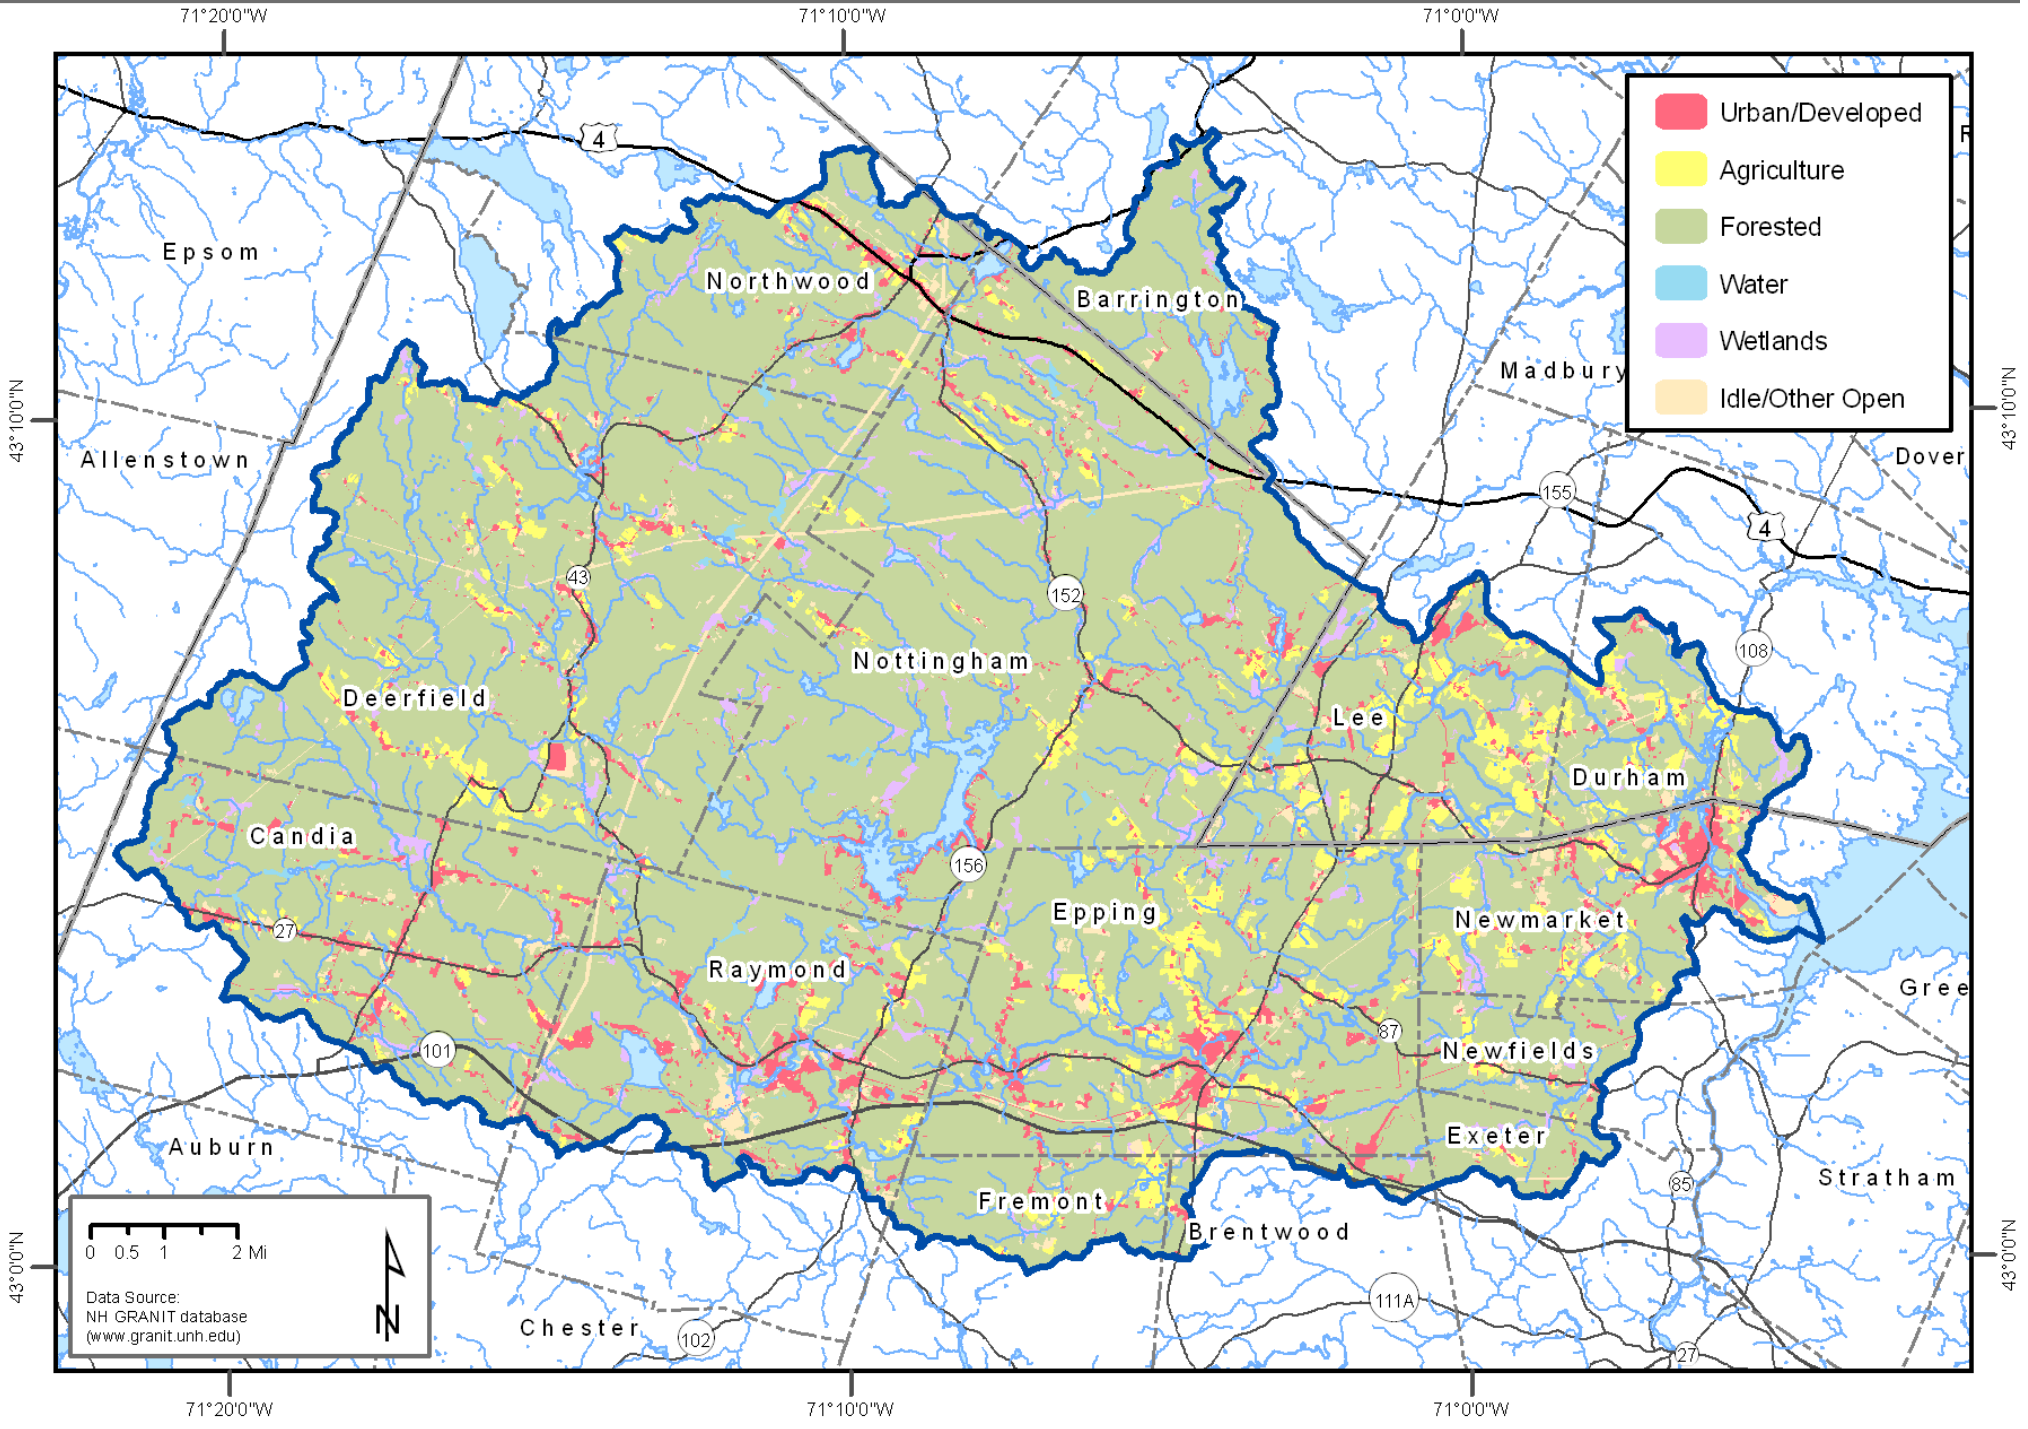 71°20'0"W
71°10'0"W
71°0'0"W
Urban/Developed
Agriculture
Forested
Water
Wetlands
Idle/Other Open
R
4
Epsom
Northwood
Barrington
Madbury
43°10'0"N
43°10'0"N
Allenstown
Dover
155
4
43
152
108
Nottingham
Deerfield
Lee
Durham
Candia
156
Epping
Newmarket
27
Raymond
Gree
87
101
Newfields
Exeter
Auburn
85
Stratham
Fremont
Brentwood
43°0'0"N
43°0'0"N
0 0.5 1 2 Mi
Data Source:
NH GRANIT database
(www.granit.unh.edu)
N
111A
Chester
102
27
71°20'0"W
71°10'0"W
71°0'0"W